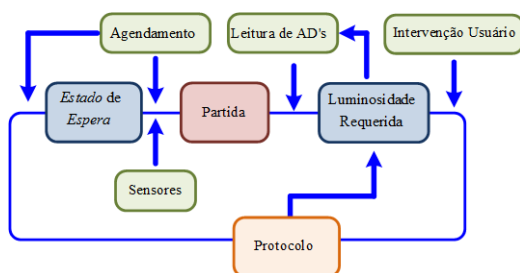 Agendamento
Leitura de AD's
Intervenção Usuário
Estado de
Espera
Partida
Luminosidade
Requerida
Sensores
Protocolo